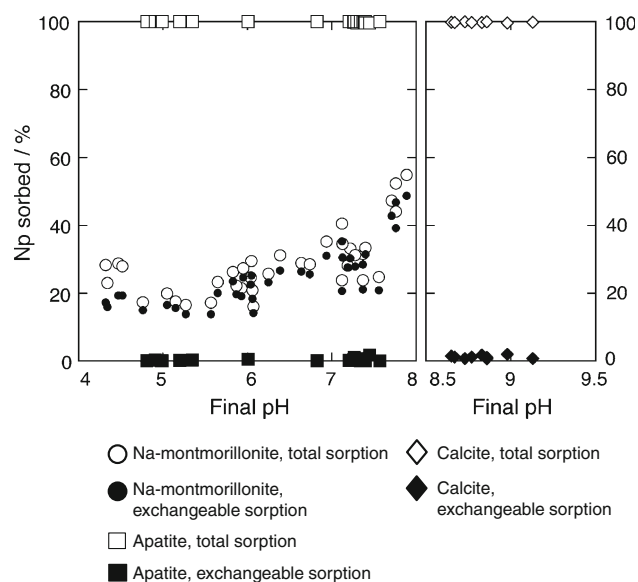 100
80
60
40
20
0
Np sorbed / %
4 5 6 7 8
Final pH
100
80
60
40
20
0
8.5 9 9.5
Final pH
Na-montmorillonite, total sorption
Na-montmorillonite,
exchangeable sorption
Apatite, total sorption
Apatite, exchangeable sorption
Calcite, total sorption
Calcite,
exchangeable sorption